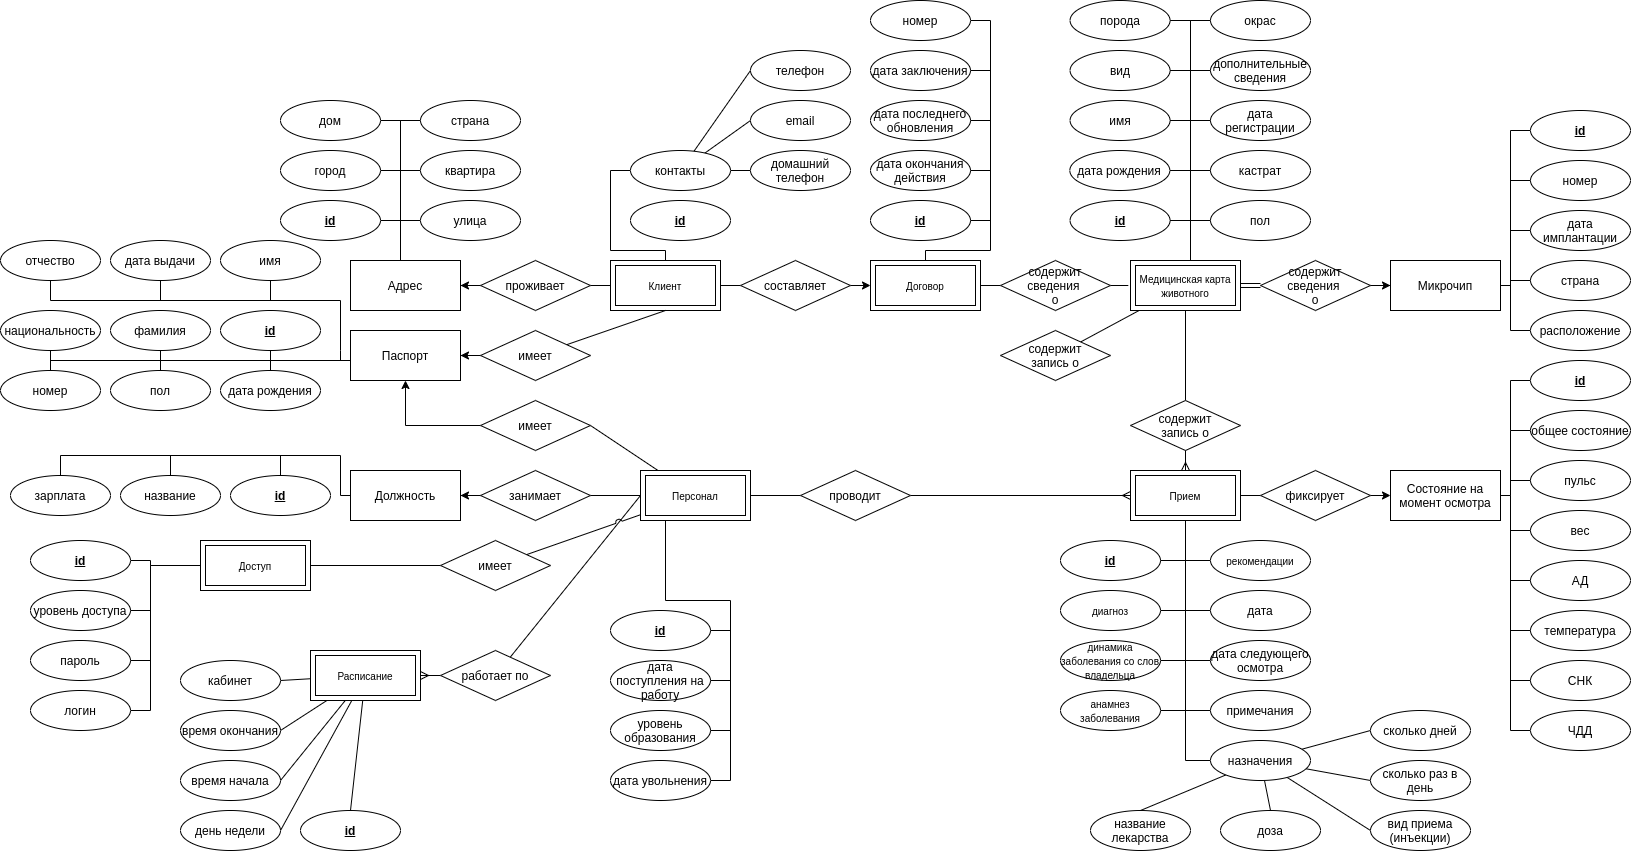 номер
порода
окрас
телефон
дата заключения
вид
дополнительные
сведения
дом
страна
email
дата последнего
обновления
имя
дата
регистрации
id
город
квартира
контакты
домашний
телефон
дата окончания
действия
дата рождения
кастрат
номер
id
улица
id
id
id
пол
дата
имплантации
отчество
дата выдачи
имя
Адрес
проживает
Клиент
составляет
Договор
содержит
сведения
о
Медицинская карта
животного
содержит
сведения
о
Микрочип
страна
национальность
фамилия
id
расположение
Паспорт
имеет
содержит
запись о
номер
пол
дата рождения
id
имеет
содержит
запись о
общее состояние
зарплата
название
id
Должность
занимает
Персонал
проводит
Прием
фиксирует
Состояние на
момент осмотра
пульс
вес
id
Доступ
имеет
id
рекомендации
АД
уровень доступа
диагноз
дата
id
температура
пароль
кабинет
Расписание
работает по
дата
поступления на
работу
динамика
заболевания со слов
владельца
дата следующего
осмотра
СНК
логин
время окончания
уровень
образования
анамнез
заболевания
примечания
сколько дней
ЧДД
время начала
дата увольнения
назначения
сколько раз в
день
день недели
id
название
лекарства
доза
вид приема
(инъекции)